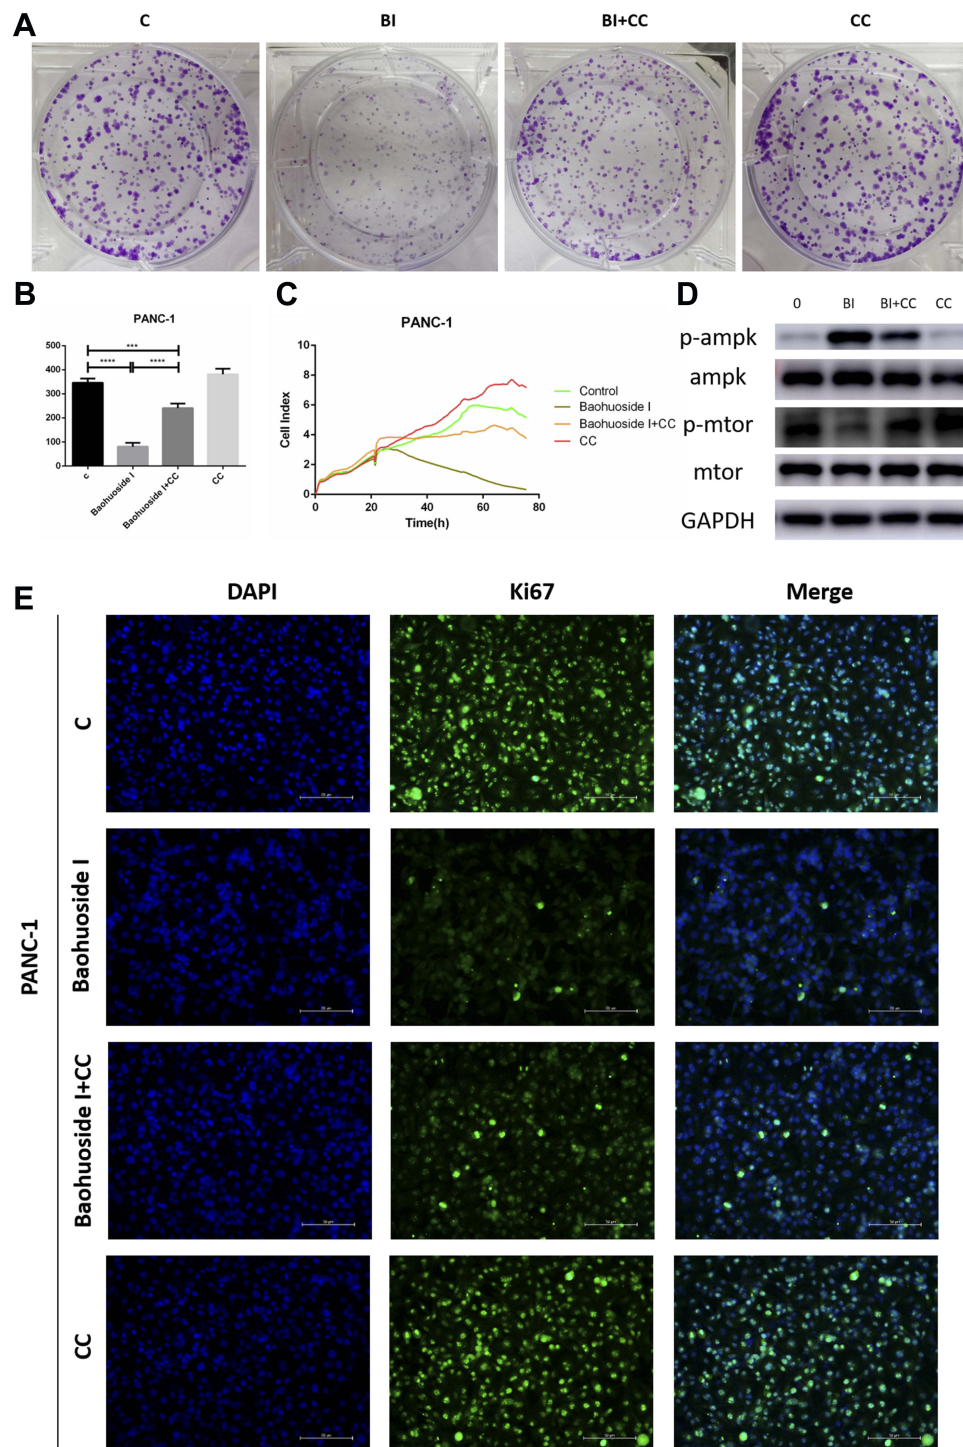 A
C
BI
BI+CC
CC
B
PANC-1
500
400
300
200
100
0
***
****
****
c
Baohuoside I
Baohuoside I+CC
CC
C
PANC-1
Cell Index
10
8
6
4
2
0
0
20
40
60
80
Time(h)
Control
Baohuoside I
Baohuoside I+CC
CC
D
0
BI
BI+CC
CC
p-ampk
ampk
p-mtor
mtor
GAPDH
E
DAPI
Ki67
Merge
PANC-1
C
Baohuoside I
Baohuoside I+CC
CC